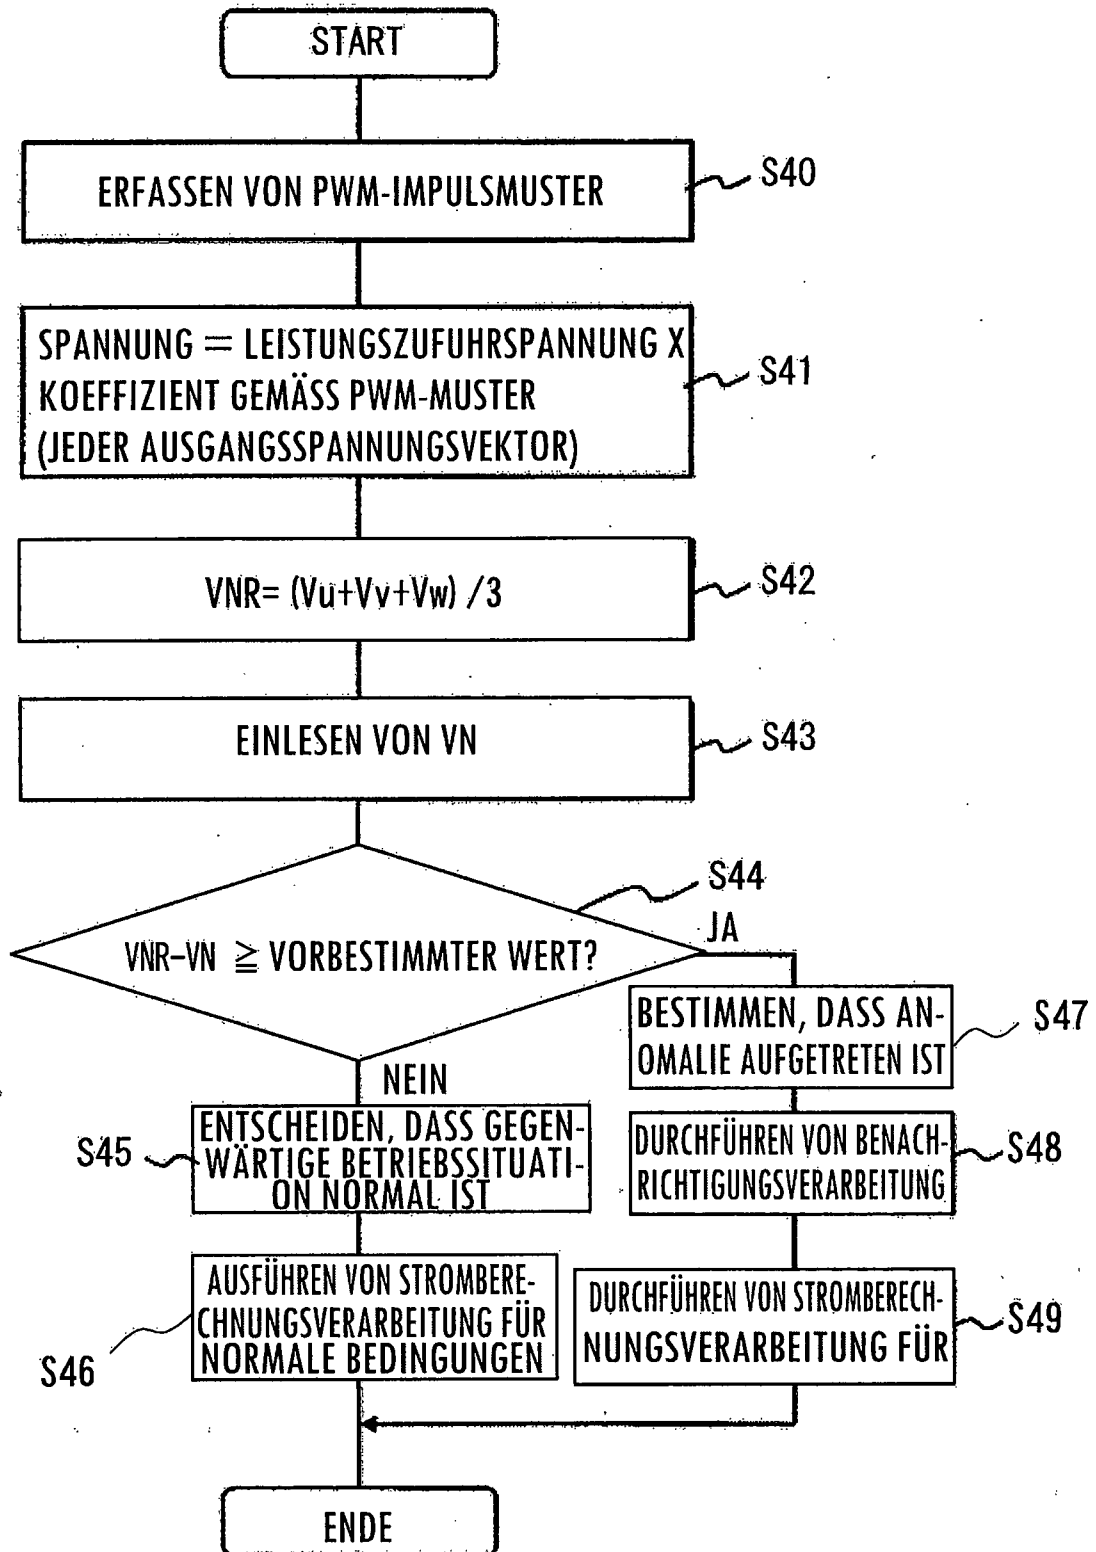 START
ERFASSEN VON PWM-IMPULSMUSTER
S40
SPANNUNG = LEISTUNGSZUFUHRSPANNUNG X
KOEFFIZIENT GEMÄSS PWM-MUSTER
(JEDER AUSGANGSSPANNUNGSVEKTOR)
S41
VNR= (Vu+Vv+Vw) /3
S42
EINLESEN VON VN
S43
VNR-VN ≧ VORBESTIMMTER WERT?
S44
JA
NEIN
ENTSCHEIDEN, DASS GEGEN-
WÄRTIGE BETRIEBSSITUATI-
ON NORMAL IST
S45
AUSFÜHREN VON STROMBERE-
CHNUNGSVERARBEITUNG FÜR
NORMALE BEDINGUNGEN
S46
BESTIMMEN, DASS AN-
OMALIE AUFGETRETEN IST
S47
DURCHFÜHREN VON BENACH-
RICHTIGUNGSVERARBEITUNG
S48
DURCHFÜHREN VON STROMBERECH-
NUNGSVERARBEITUNG FÜR
S49
ENDE